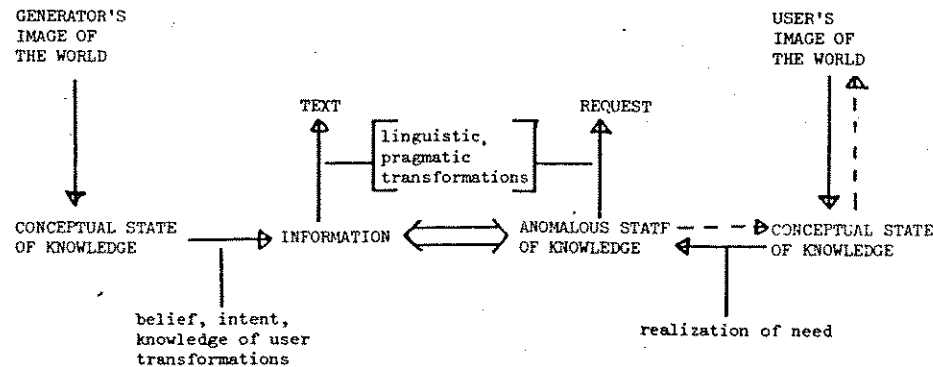 GENERATOR'S
IMAGE OF
THE WORLD
USER'S
IMAGE OF
THE WORLD
TEXT
REQUEST
linguistic,
pragmatic
transformations
CONCEPTUAL STATE
OF KNOWLEDGE
INFORMATION
ANOMALOUS STATE
OF KNOWLEDGE
CONCEPTUAL STATE
OF KNOWLEDGE
belief, intent,
knowledge of user
transformations
realization of need